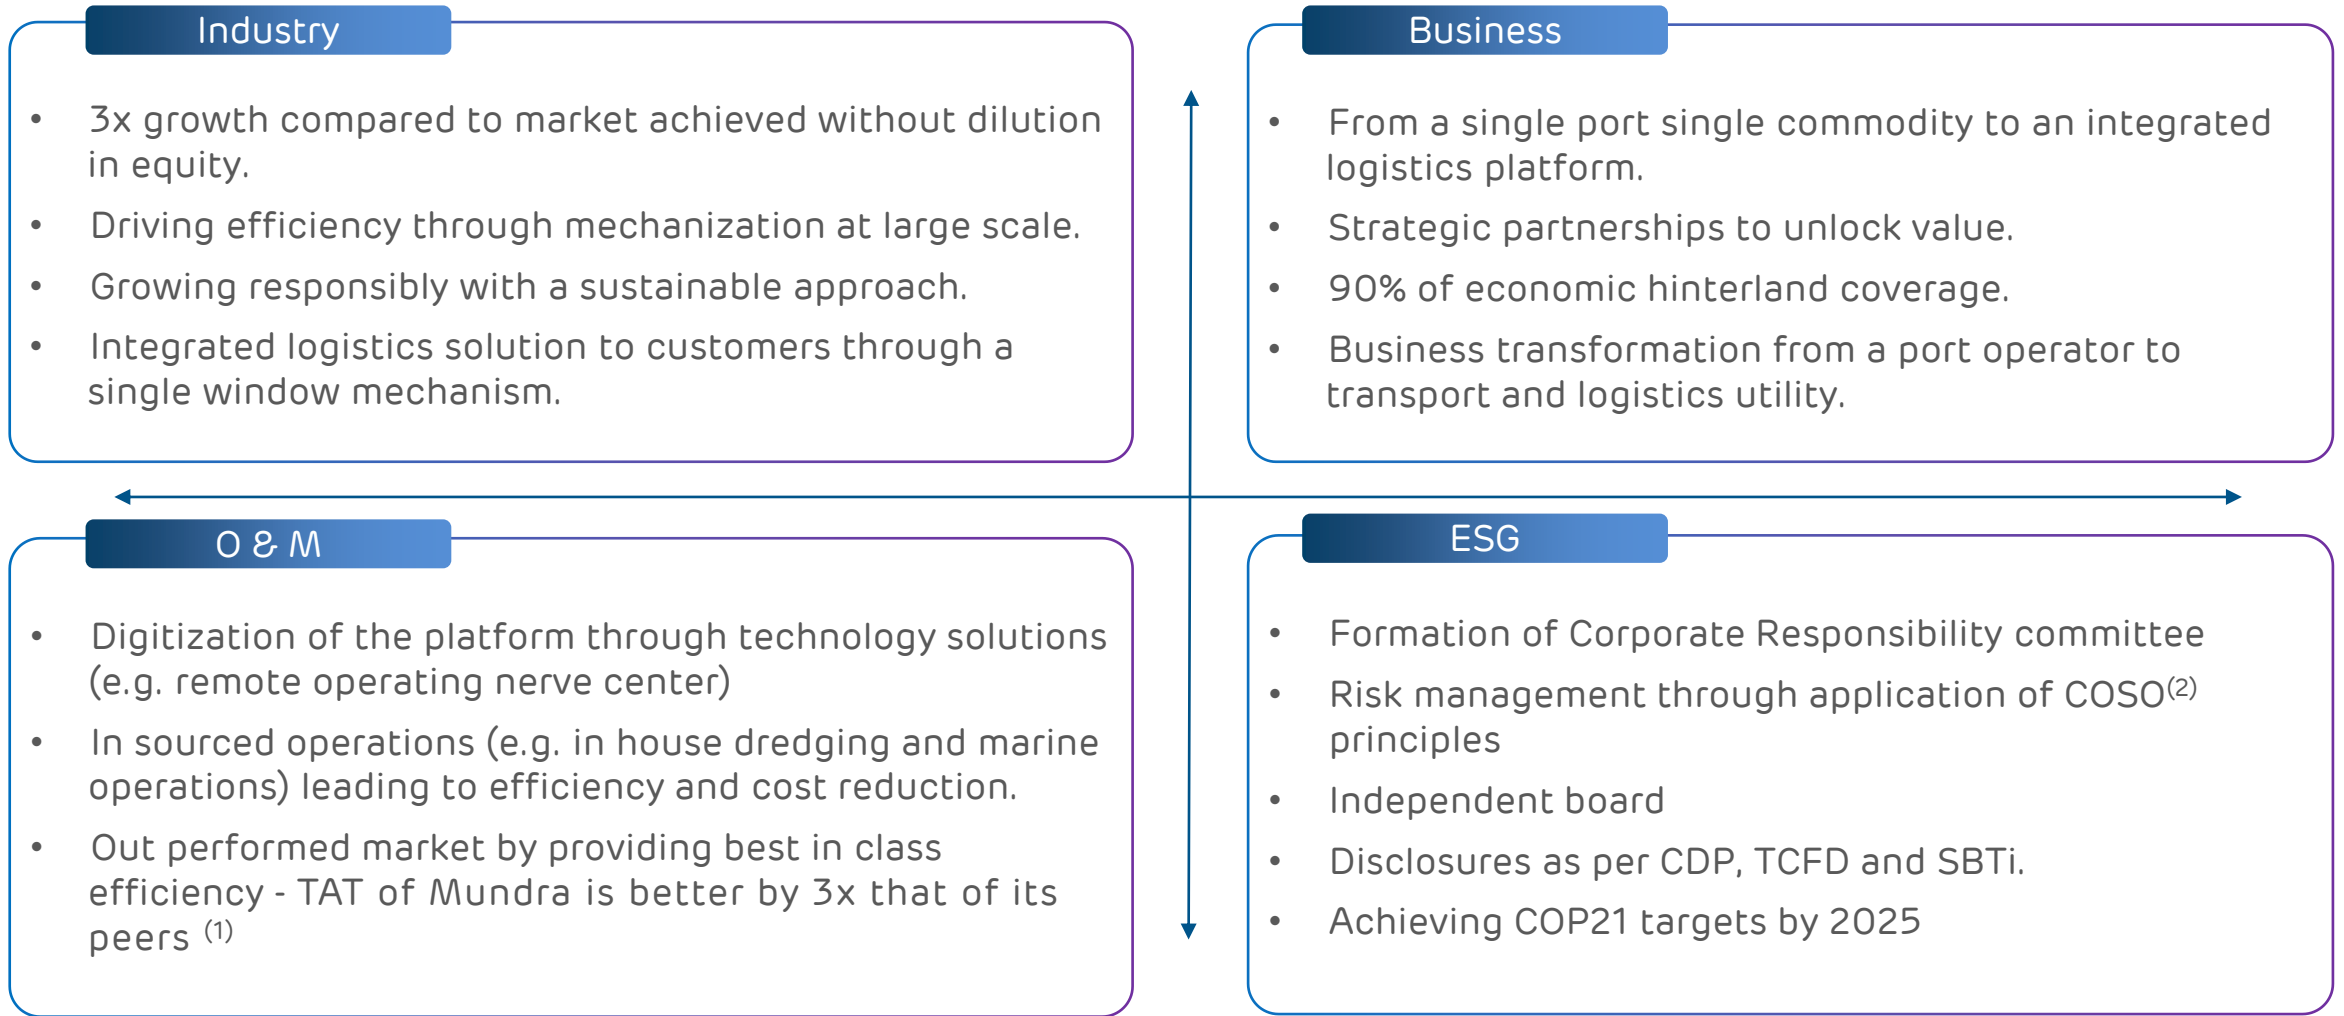 Industry
• 3x growth compared to market achieved without dilution
in equity.
• Driving efficiency through mechanization at large scale.
• Growing responsibly with a sustainable approach.
• Integrated logistics solution to customers through a
single window mechanism.
Business
• From a single port single commodity to an integrated
logistics platform.
• Strategic partnerships to unlock value.
• 90% of economic hinterland coverage.
• Business transformation from a port operator to
transport and logistics utility.
O & M
• Digitization of the platform through technology solutions
(e.g. remote operating nerve center)
• In sourced operations (e.g. in house dredging and marine
operations) leading to efficiency and cost reduction.
• Out performed market by providing best in class
efficiency - TAT of Mundra is better by 3x that of its
peers (1)
ESG
• Formation of Corporate Responsibility committee
• Risk management through application of COSO(2)
principles
• Independent board
• Disclosures as per CDP, TCFD and SBTi.
• Achieving COP21 targets by 2025